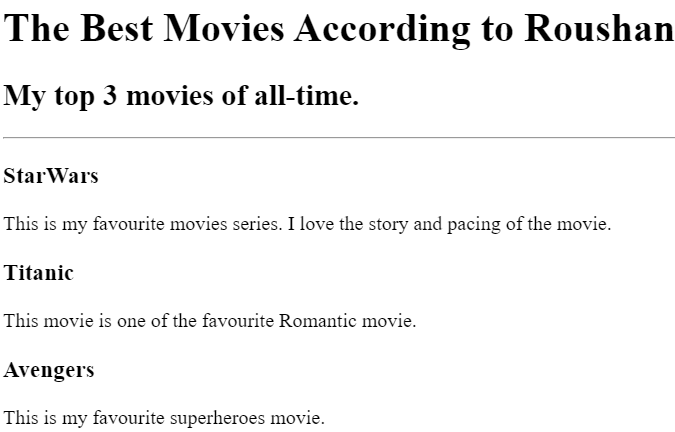 The Best Movies According to Roushan
My top 3 movies of all-time.
StarWars
This is my favourite movies series. I love the story and pacing of the movie.
Titanic
This movie is one of the favourite Romantic movie.
Avengers
This is my favourite superheroes movie.